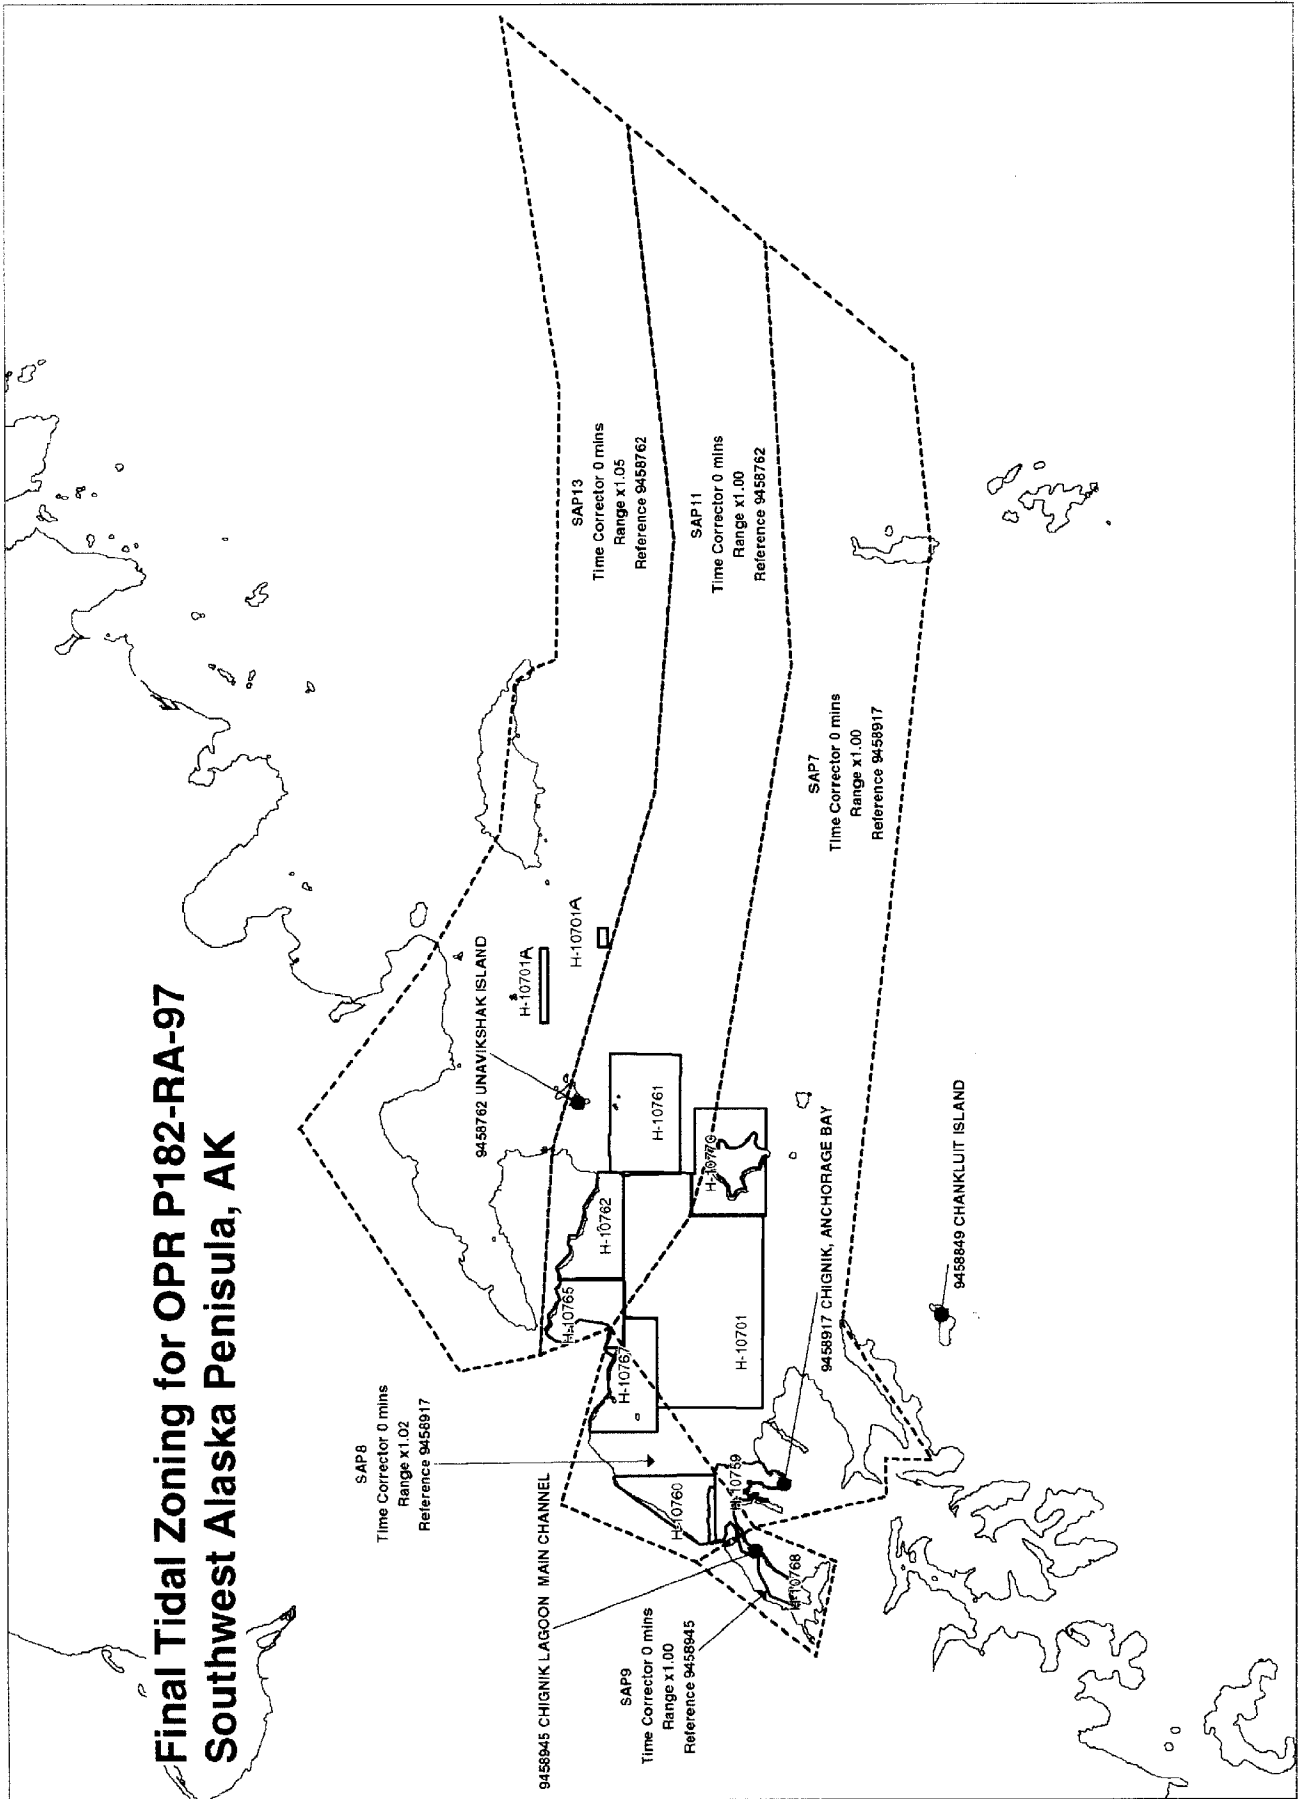 Final Tidal Zoning for OPR P182-RA-97
Southwest Alaska Penisula, AK
SAP8
Time Corrector 0 mins
Range x1.02
Reference 9458917
9458945 CHIGNIK LAGOON MAIN CHANNEL
SAP9
Time Corrector 0 mins
Range x1.00
Reference 9458945
9458762 UNAVIKSHAK ISLAND
H-10701A
H-10701A
SAP13
Time Corrector 0 mins
Range x1.05
Reference 9458762
SAP11
Time Corrector 0 mins
Range x1.00
Reference 9458762
SAP7
Time Corrector 0 mins
Range x1.00
Reference 9458917
H-10765
H-10762
H-10761
H-10767
H-10770
H-10760
H-10701
H-10759
H-10768
9458917 CHIGNIK, ANCHORAGE BAY
9458849 CHANKLUIT ISLAND